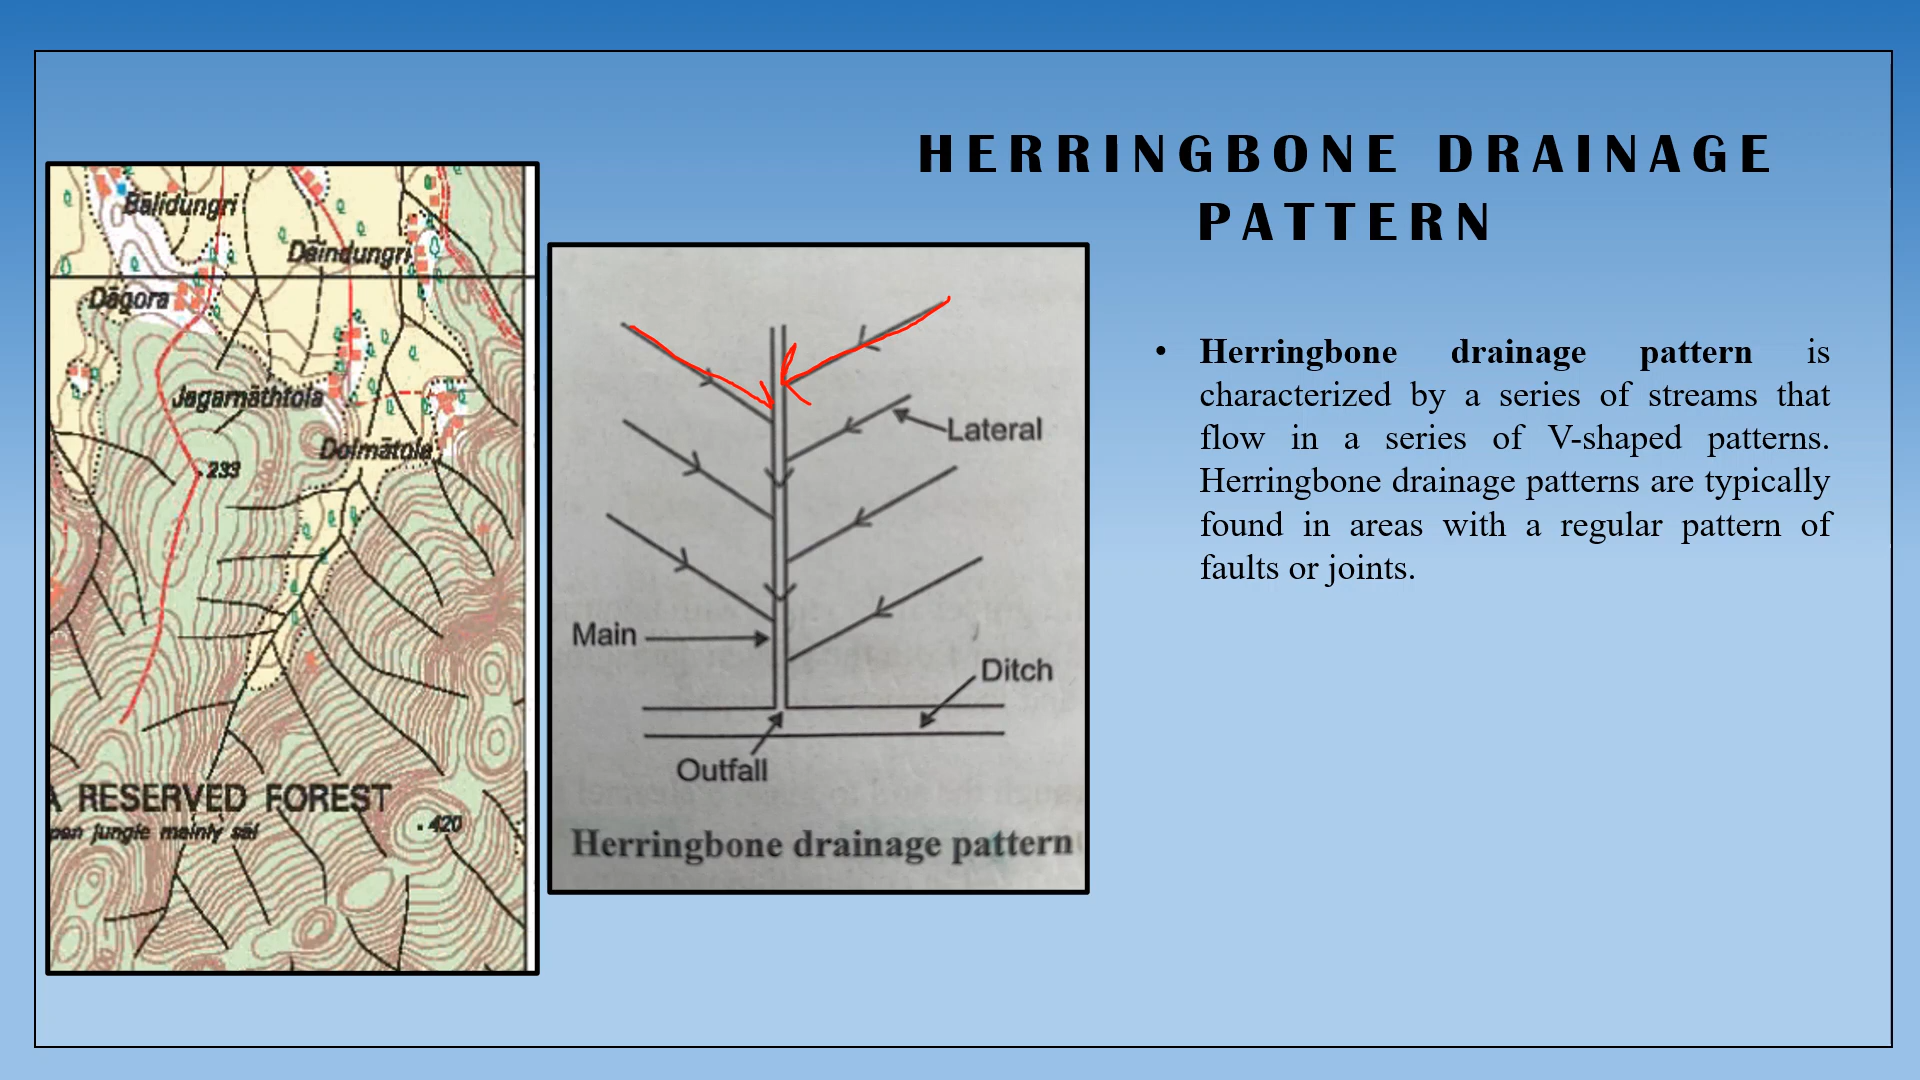 HERRINGBONE DRAINAGE
PATTERN
Bālidungri
Dāindungri
Dāgora
Jagarnāthtola
Dolmātola
.233
RESERVED FOREST
jungle mainly sāl
.420
Lateral
Main
Ditch
Outfall
Herringbone drainage pattern
• Herringbone drainage pattern is
characterized by a series of streams that
flow in a series of V-shaped patterns.
Herringbone drainage patterns are typically
found in areas with a regular pattern of
faults or joints.